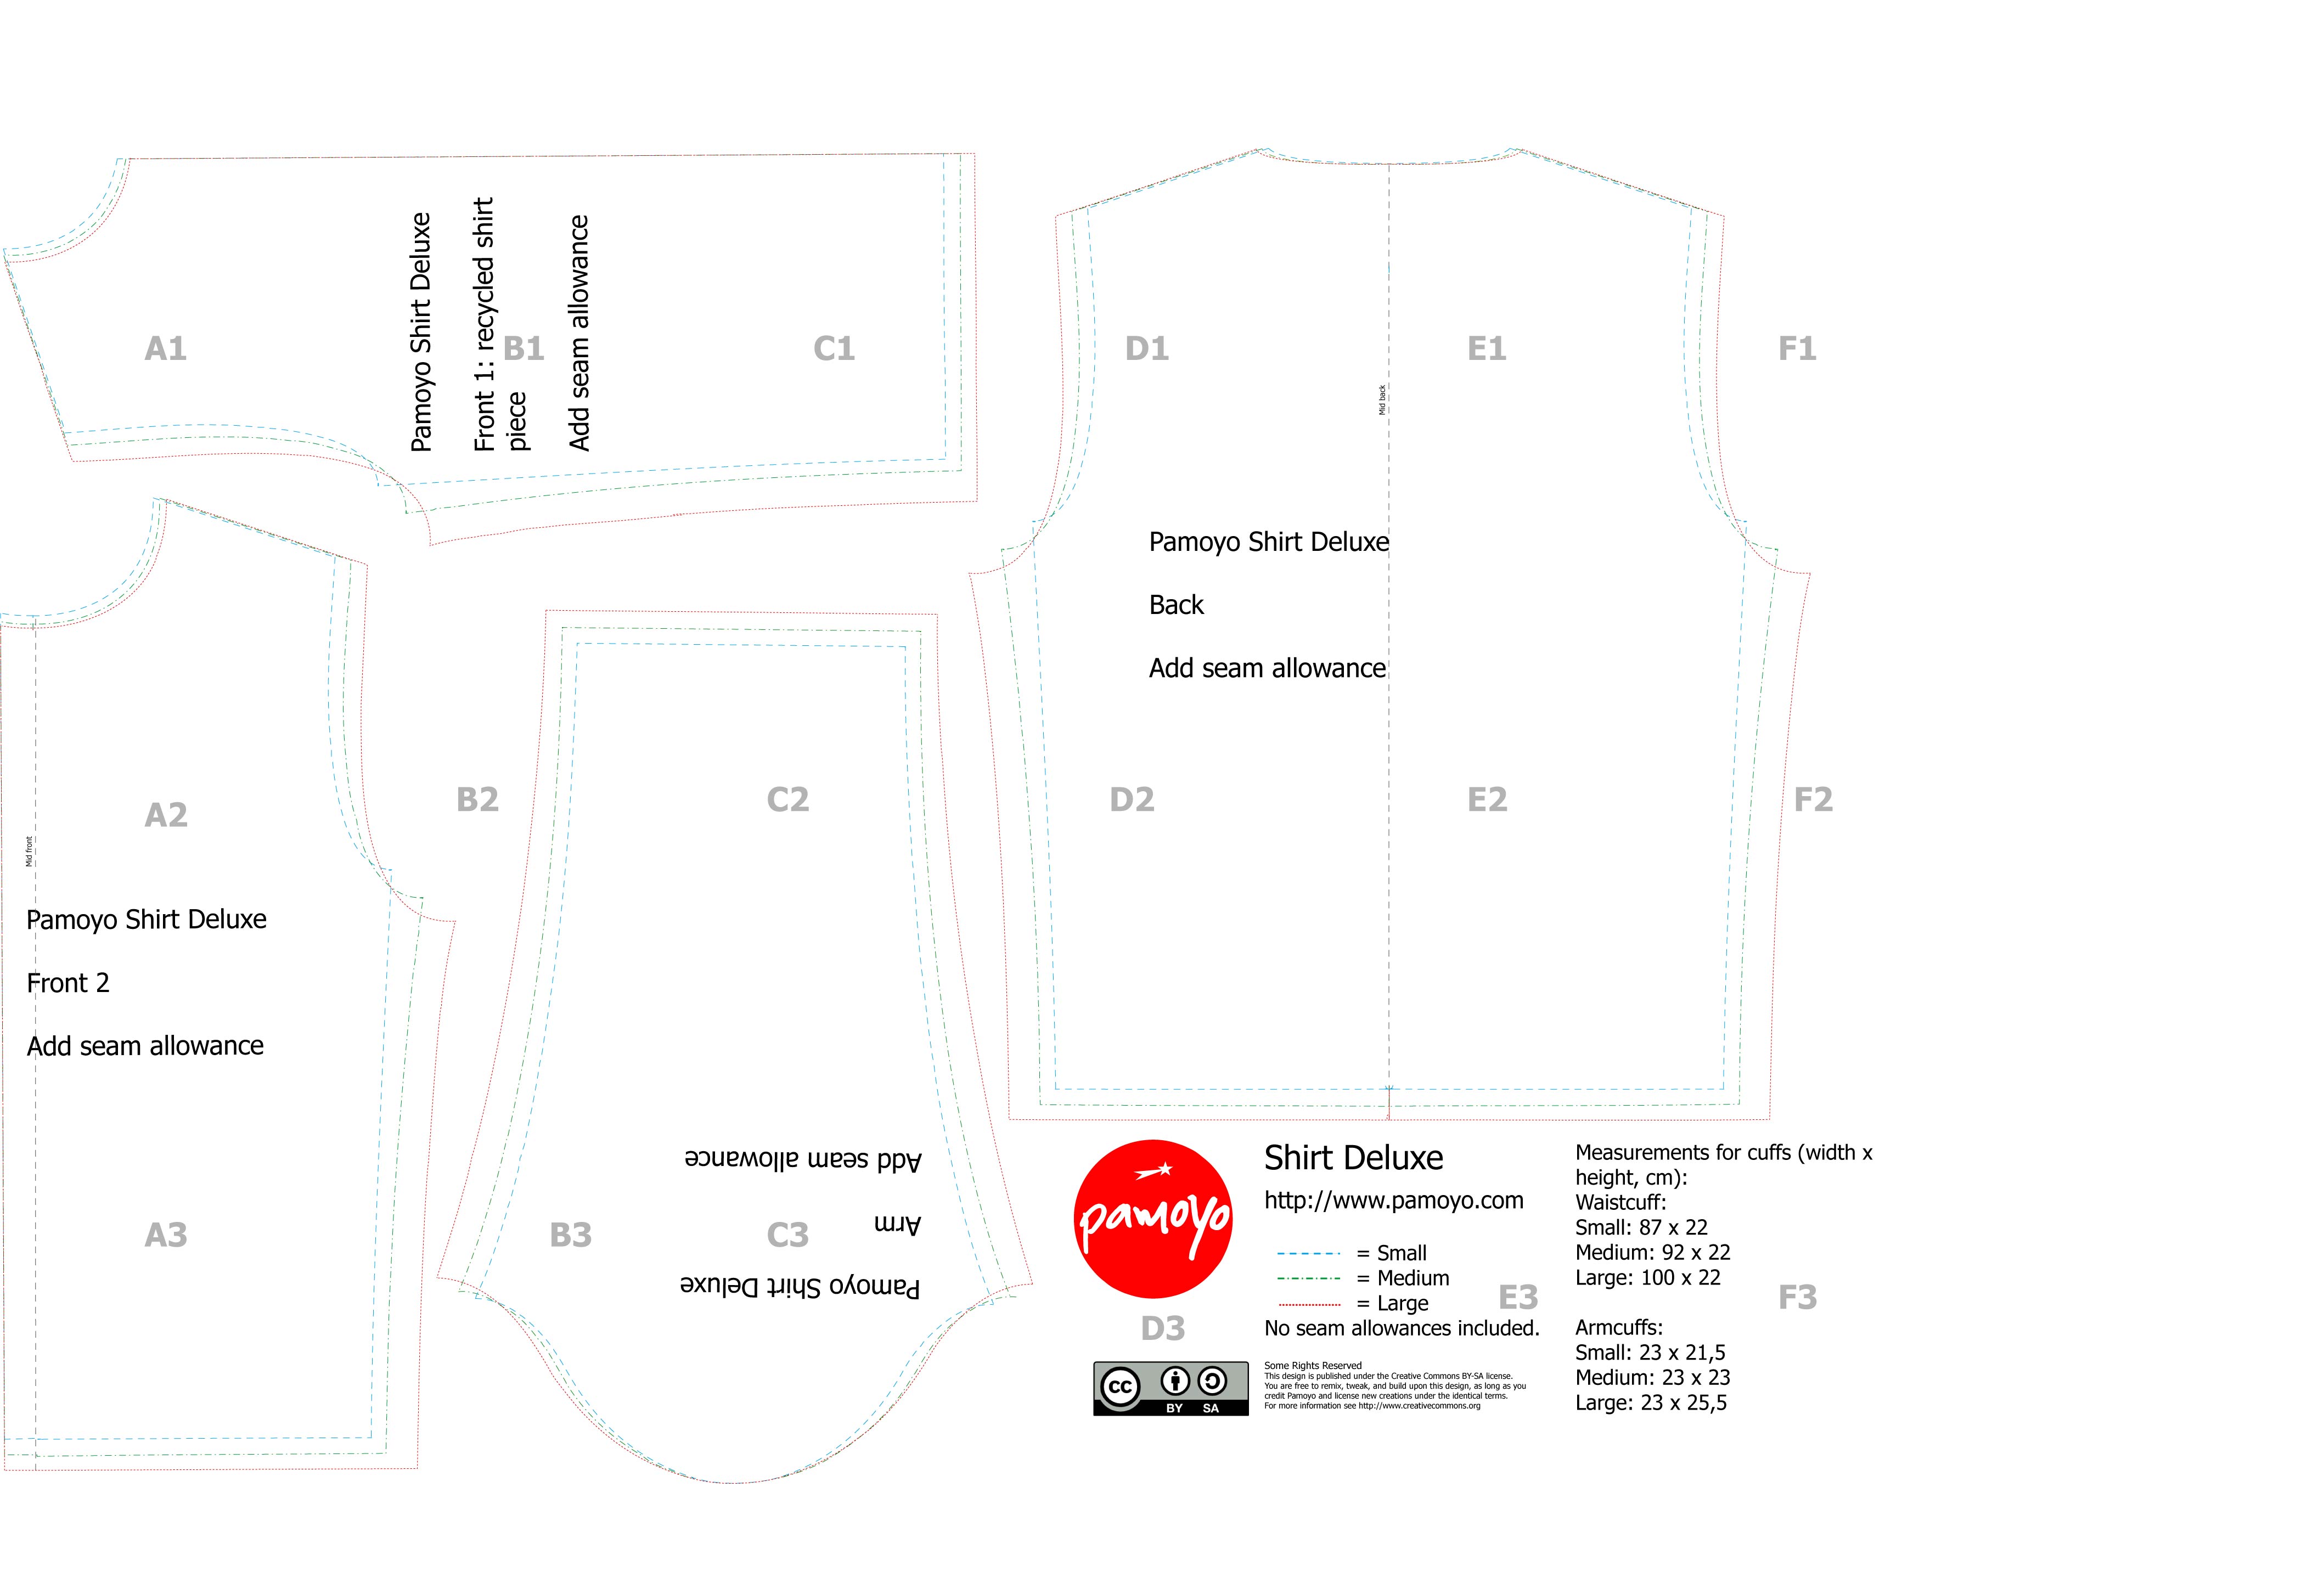 Pamoyo Shirt Deluxe
Front 1: recycled shirt
piece
Add seam allowance
A1
B1
C1
D1
E1
F1
Mid back
Pamoyo Shirt Deluxe
Back
Add seam allowance
A2
B2
C2
D2
E2
F2
Mid front
Pamoyo Shirt Deluxe
Front 2
Add seam allowance
A3
Pamoyo Shirt Deluxe
Arm
Add seam allowance
B3
C3
pamoyo
Shirt Deluxe
http://www.pamoyo.com
= Small
= Medium
= Large
No seam allowances included.
D3
E3
F3
cc
BY SA
Some Rights Reserved
This design is published under the Creative Commons BY-SA license.
You are free to remix, tweak, and build upon this design, as long as you
credit Pamoyo and license new creations under the identical terms.
For more information see http://www.creativecommons.org
Measurements for cuffs (width x
height, cm):
Waistcuff:
Small: 87 x 22
Medium: 92 x 22
Large: 100 x 22
Armcuffs:
Small: 23 x 21,5
Medium: 23 x 23
Large: 23 x 25,5